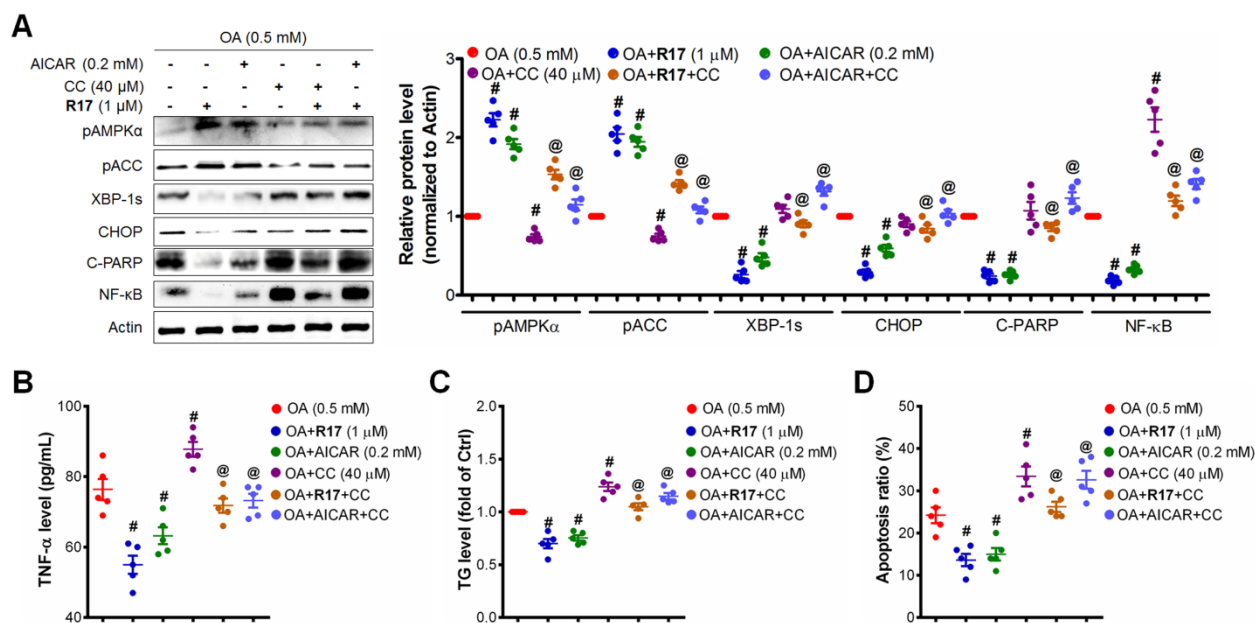 A
OA (0.5 mM)
AICAR (0.2 mM) - - + - - +
CC (40 µM) - - - + + -
R17 (1 µM) - + - - + +
pAMPKα
pACC
XBP-1s
CHOP
C-PARP
NF-κB
Actin
Relative protein level
(normalized to Actin)
3
2
1
0
OA (0.5 mM) OA+R17 (1 µM) OA+AICAR (0.2 mM)
OA+CC (40 µM) OA+R17+CC OA+AICAR+CC
# # # @ @
# # # @ @
# # @ @
# # @ @
# # @ @
# # # @ @
pAMPKα pACC XBP-1s CHOP C-PARP NF-κB
B
TNF-α level (pg/mL)
100
80
60
40
# # # @ @
OA (0.5 mM)
OA+R17 (1 µM)
OA+AICAR (0.2 mM)
OA+CC (40 µM)
OA+R17+CC
OA+AICAR+CC
C
TG level (fold of Ctrl)
2.0
1.5
1.0
0.5
0.0
# # # @ @
OA (0.5 mM)
OA+R17 (1 µM)
OA+AICAR (0.2 mM)
OA+CC (40 µM)
OA+R17+CC
OA+AICAR+CC
D
Apoptosis ratio (%)
50
40
30
20
10
0
# # # @ @
OA (0.5 mM)
OA+R17 (1 µM)
OA+AICAR (0.2 mM)
OA+CC (40 µM)
OA+R17+CC
OA+AICAR+CC